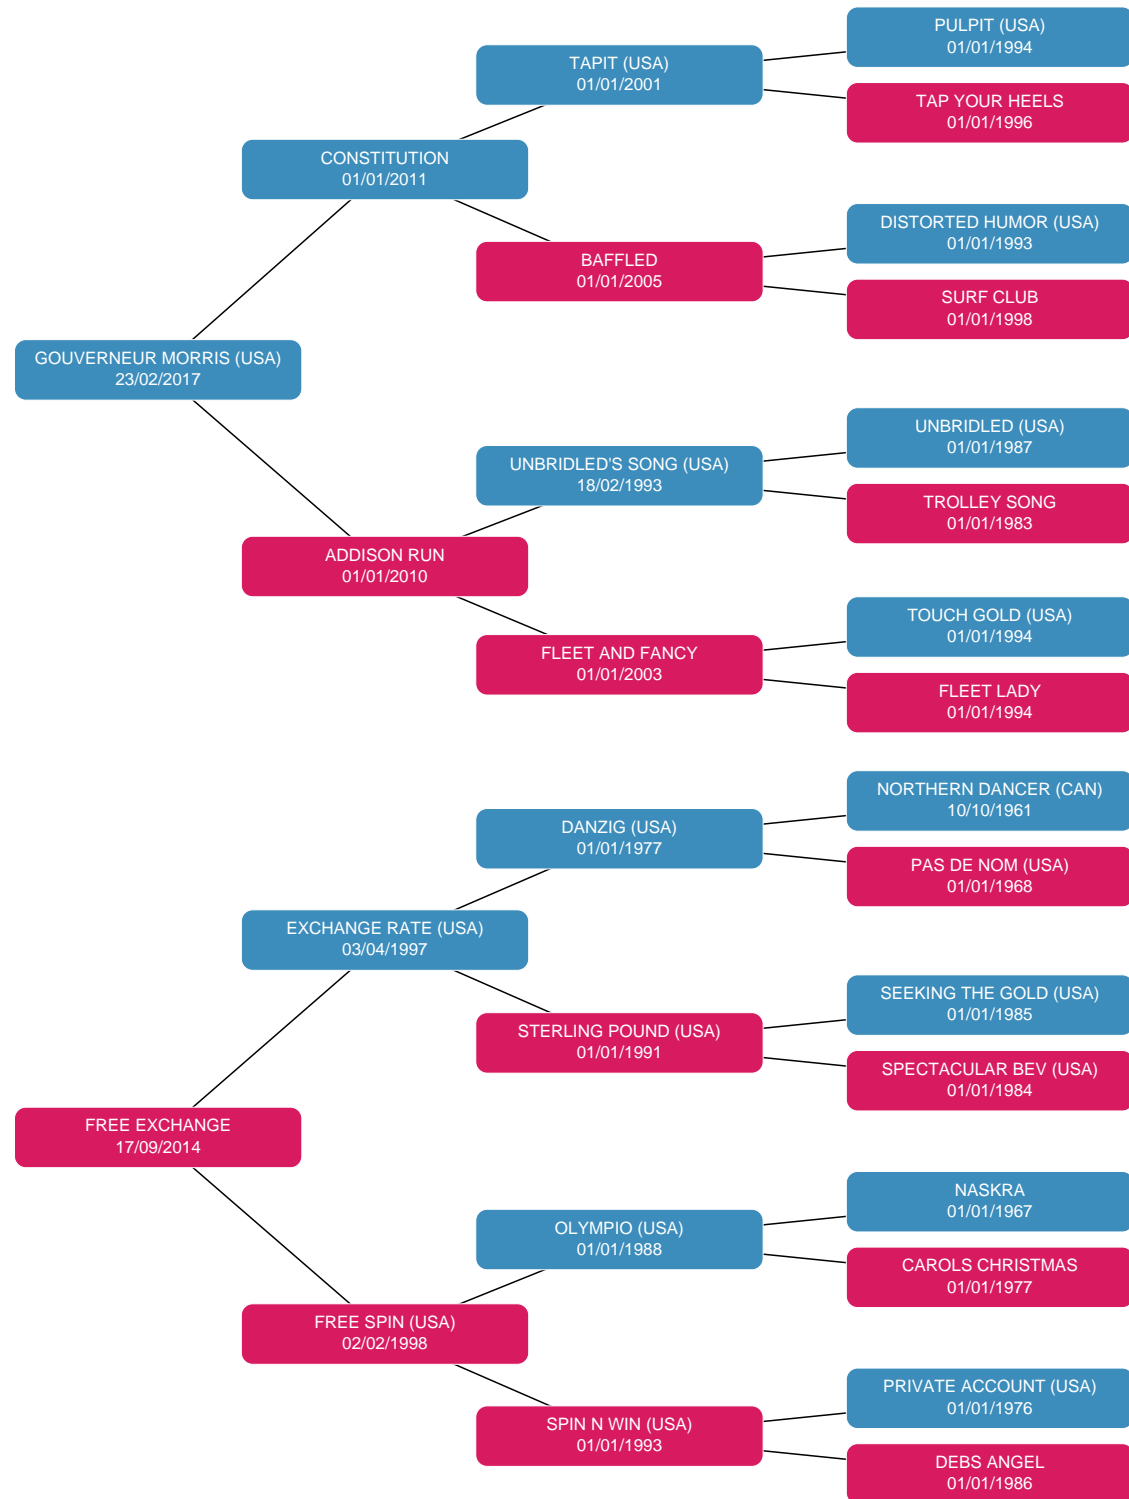 PULPIT (USA)
01/01/1994
TAPIT (USA)
01/01/2001
TAP YOUR HEELS
01/01/1996
CONSTITUTION
01/01/2011
DISTORTED HUMOR (USA)
01/01/1993
BAFFLED
01/01/2005
SURF CLUB
01/01/1998
GOUVERNEUR MORRIS (USA)
23/02/2017
UNBRIDLED (USA)
01/01/1987
UNBRIDLED'S SONG (USA)
18/02/1993
TROLLEY SONG
01/01/1983
ADDISON RUN
01/01/2010
TOUCH GOLD (USA)
01/01/1994
FLEET AND FANCY
01/01/2003
FLEET LADY
01/01/1994
NORTHERN DANCER (CAN)
10/10/1961
DANZIG (USA)
01/01/1977
PAS DE NOM (USA)
01/01/1968
EXCHANGE RATE (USA)
03/04/1997
SEEKING THE GOLD (USA)
01/01/1985
STERLING POUND (USA)
01/01/1991
SPECTACULAR BEV (USA)
01/01/1984
FREE EXCHANGE
17/09/2014
NASKRA
01/01/1967
OLYMPIO (USA)
01/01/1988
CAROLS CHRISTMAS
01/01/1977
FREE SPIN (USA)
02/02/1998
PRIVATE ACCOUNT (USA)
01/01/1976
SPIN N WIN (USA)
01/01/1993
DEBS ANGEL
01/01/1986